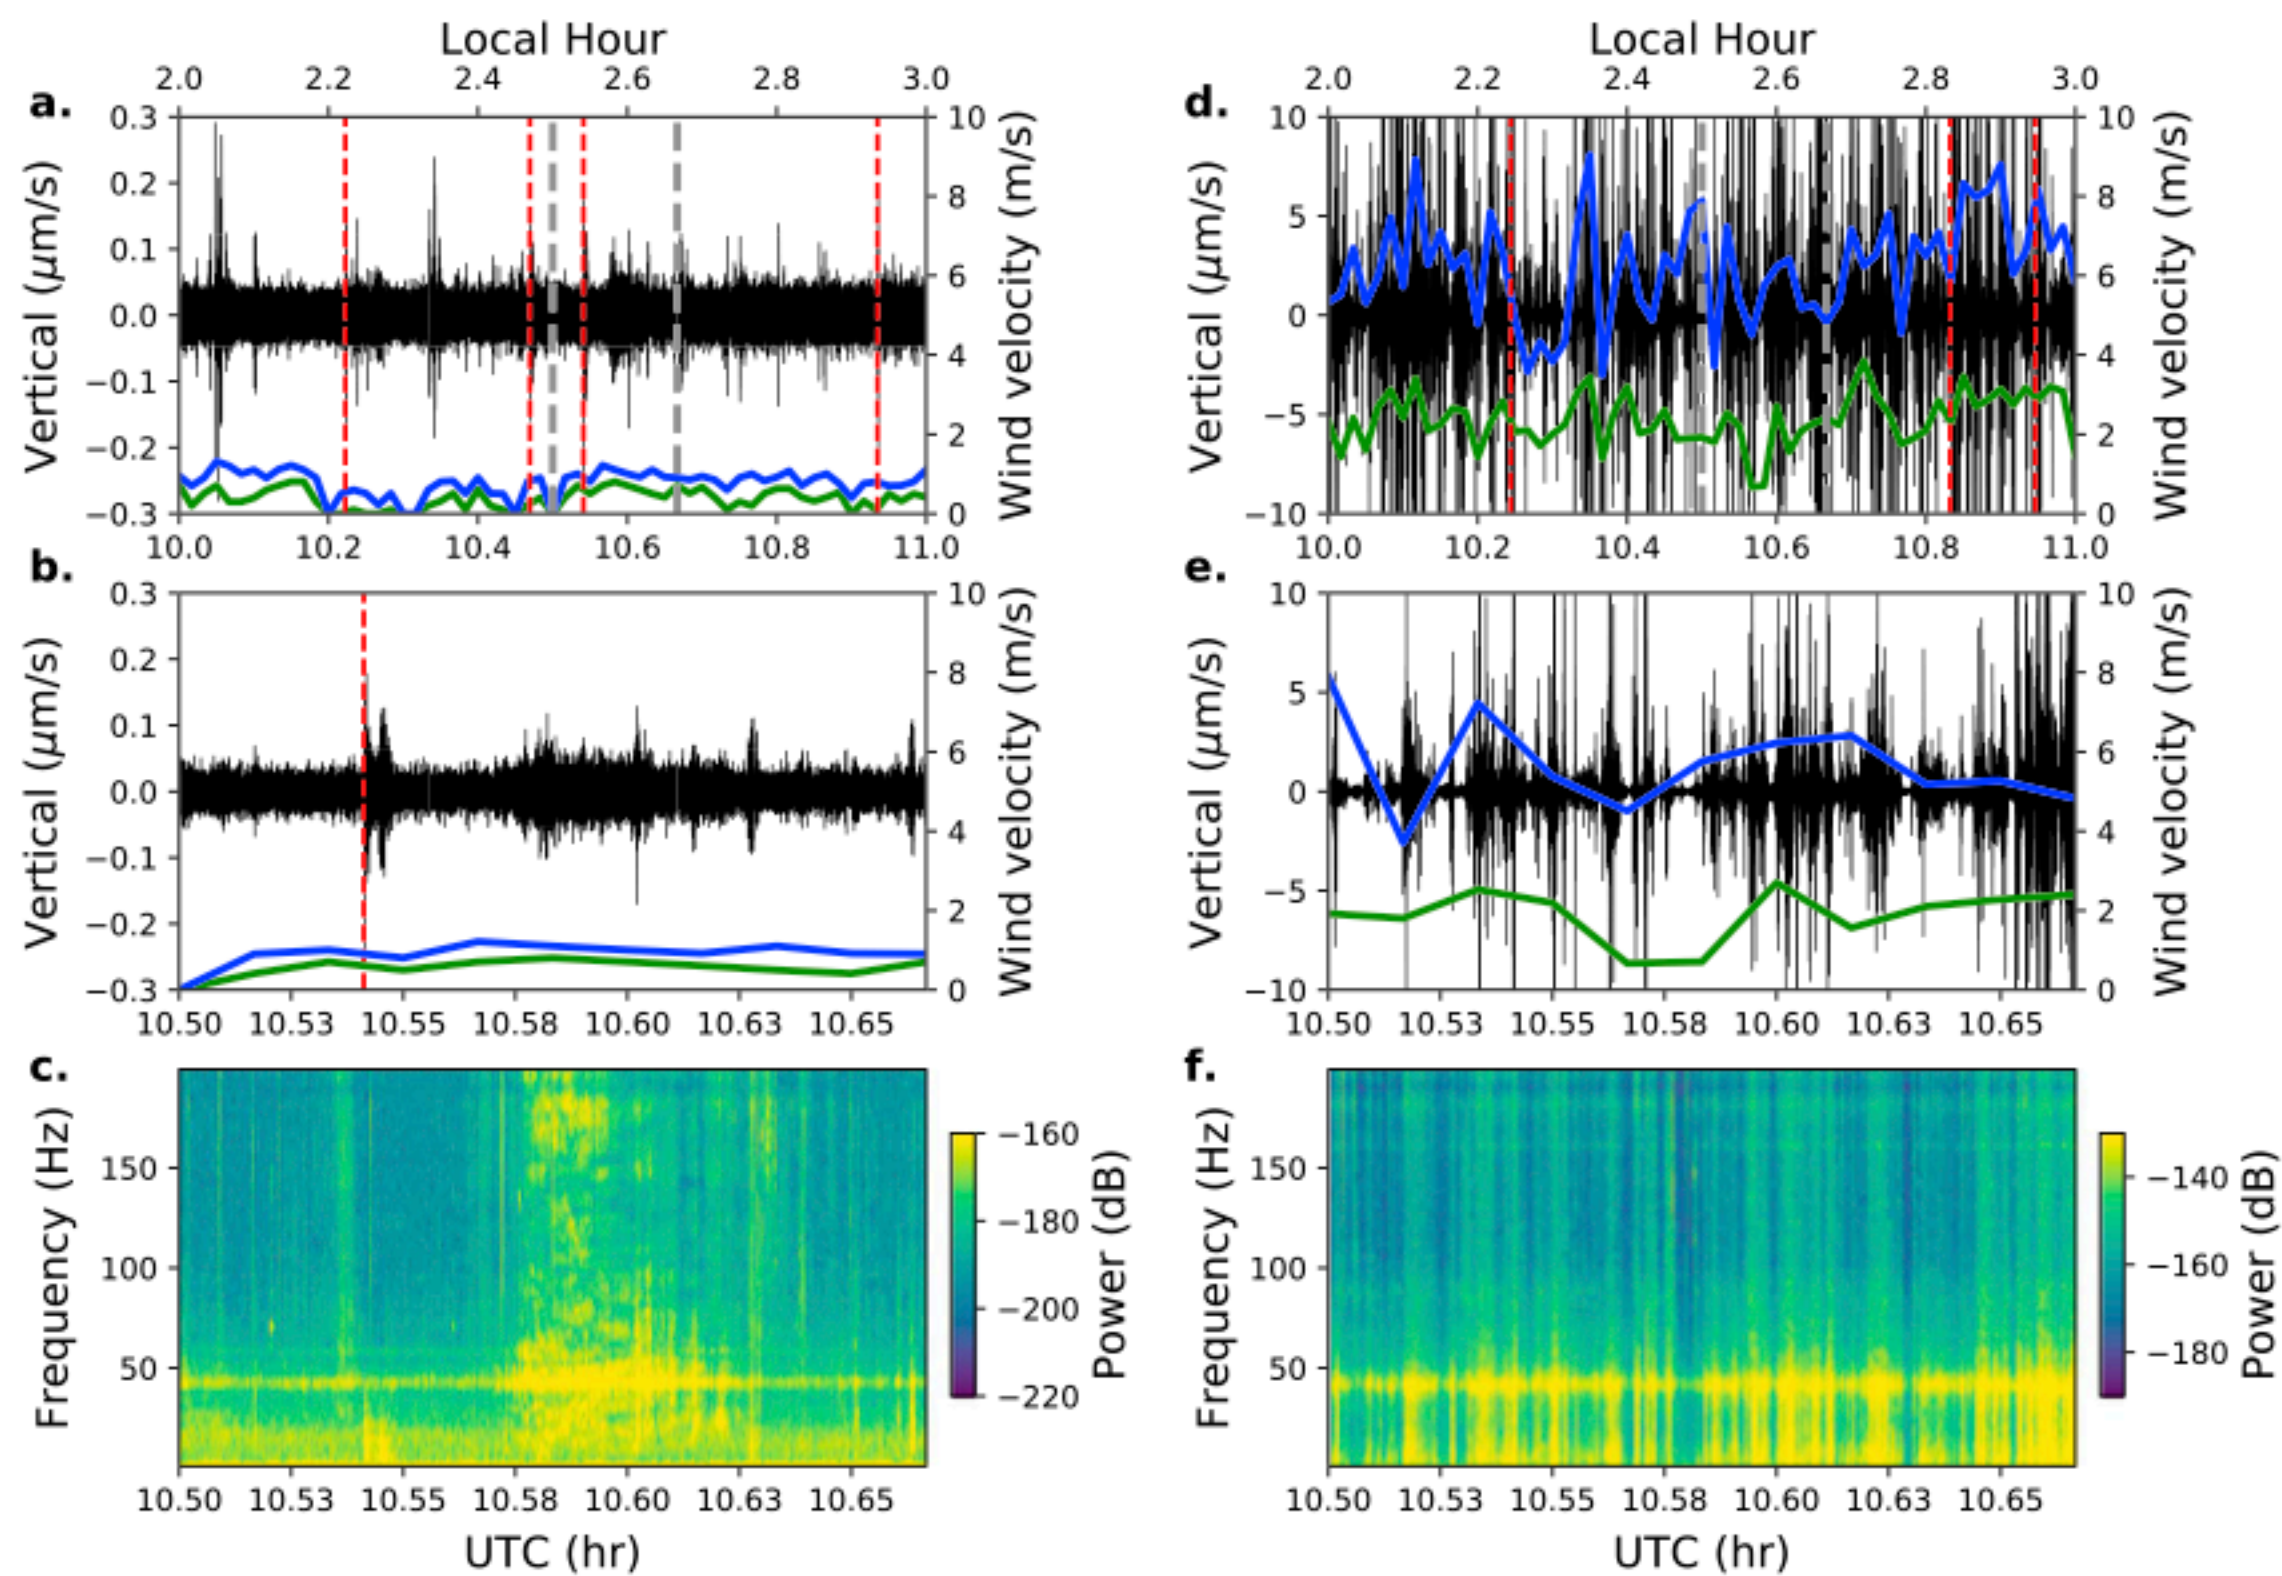 Local Hour
2.0 2.2 2.4 2.6 2.8 3.0
a.
0.3
0.2
0.1
0.0
−0.1
−0.2
−0.3
Vertical (μm/s)
10
8
6
4
2
0
Wind velocity (m/s)
10.0 10.2 10.4 10.6 10.8 11.0
b.
0.3
0.2
0.1
0.0
−0.1
−0.2
−0.3
Vertical (μm/s)
10
8
6
4
2
0
Wind velocity (m/s)
10.50 10.53 10.55 10.58 10.60 10.63 10.65
c.
150
100
50
Frequency (Hz)
−160
−180
−200
−220
Power (dB)
10.50 10.53 10.55 10.58 10.60 10.63 10.65
UTC (hr)
Local Hour
2.0 2.2 2.4 2.6 2.8 3.0
d.
10
5
0
−5
−10
Vertical (μm/s)
10
8
6
4
2
0
Wind velocity (m/s)
10.0 10.2 10.4 10.6 10.8 11.0
e.
10
5
0
−5
−10
Vertical (μm/s)
10
8
6
4
2
0
Wind velocity (m/s)
10.50 10.53 10.55 10.58 10.60 10.63 10.65
f.
150
100
50
Frequency (Hz)
−140
−160
−180
Power (dB)
10.50 10.53 10.55 10.58 10.60 10.63 10.65
UTC (hr)